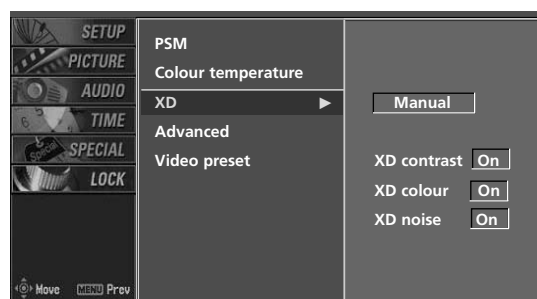 SETUP
PICTURE
AUDIO
TIME
SPECIAL
LOCK
Move MENU Prev
PSM
Colour temperature
XD
Advanced
Video preset
Manual
XD contrast On
XD colour On
XD noise On